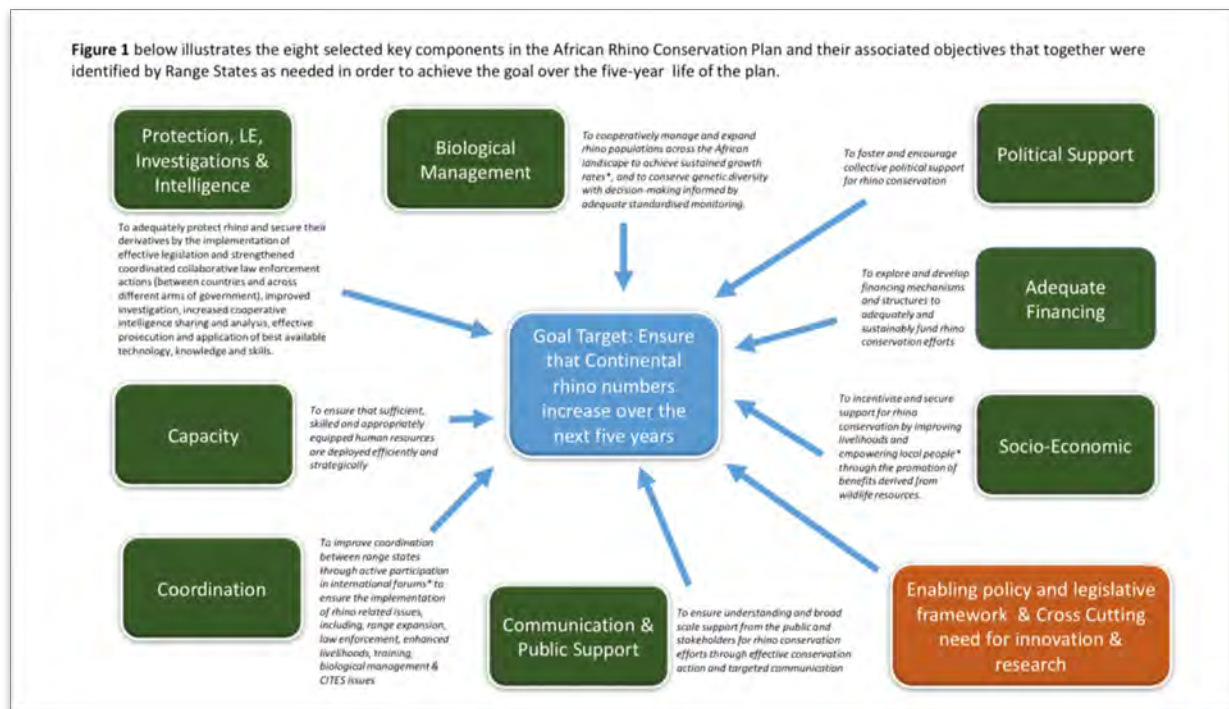 Figure 1 below illustrates the eight selected key components in the African Rhino Conservation Plan and their associated objectives that together were
identified by Range States as needed in order to achieve the goal over the five-year life of the plan.
Protection, LE,
Investigations &
Intelligence
To adequately protect rhino and secure their
derivatives by the implementation of
effective legislation and strengthened
coordinated collaborative law enforcement
actions (between countries and across
different arms of government), improved
investigation, increased cooperative
intelligence sharing and analysis, effective
prosecution and application of best available
technology, knowledge and skills.
Biological
Management
To cooperatively manage and expand
rhino populations across the African
landscape to achieve sustained growth
rates*, and to conserve genetic diversity
with decision-making informed by
adequate standardised monitoring.
To foster and encourage
collective political support
for rhino conservation
Political Support
To explore and develop
financing mechanisms
and structures to
adequately and
sustainably fund rhino
conservation efforts
Adequate
Financing
Goal Target: Ensure
that Continental
rhino numbers
increase over the
next five years
Capacity
To ensure that sufficient,
skilled and appropriately
equipped human resources
are deployed efficiently and
strategically
To incentivise and secure
support for rhino
conservation by improving
livelihoods and
empowering local people*
through the promotion of
benefits derived from
wildlife resources.
Socio-Economic
Coordination
To improve coordination
between range states
through active participation
in international forums* to
ensure the implementation
of rhino related issues,
including, range expansion,
law enforcement, enhanced
livelihoods, training,
biological management &
CITES issues
Communication &
Public Support
To ensure understanding and broad
scale support from the public and
stakeholders for rhino conservation
efforts through effective conservation
action and targeted communication
Enabling policy and legislative
framework & Cross Cutting
need for innovation &
research